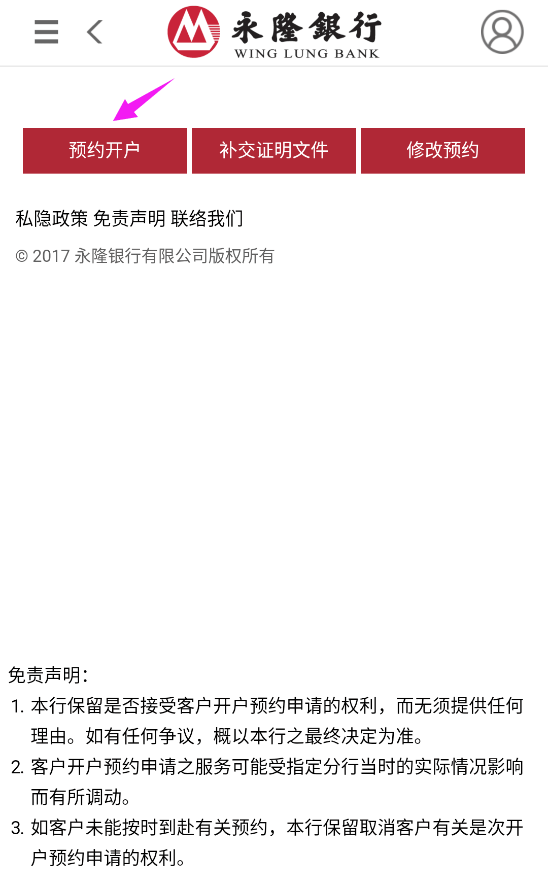 永隆銀行
WING LUNG BANK
预约开户 补交证明文件 修改预约
私隐政策 免责声明 联络我们
© 2017 永隆银行有限公司版权所有
免责声明：
1. 本行保留是否接受客户开户预约申请的权利，而无须提供任何
理由。如有任何争议，概以本行之最终决定为准。
2. 客户开户预约申请之服务可能受指定分行当时的实际情况影响
而有所调动。
3. 如客户未能按时到赴有关预约，本行保留取消客户有关是次开
户预约申请的权利。